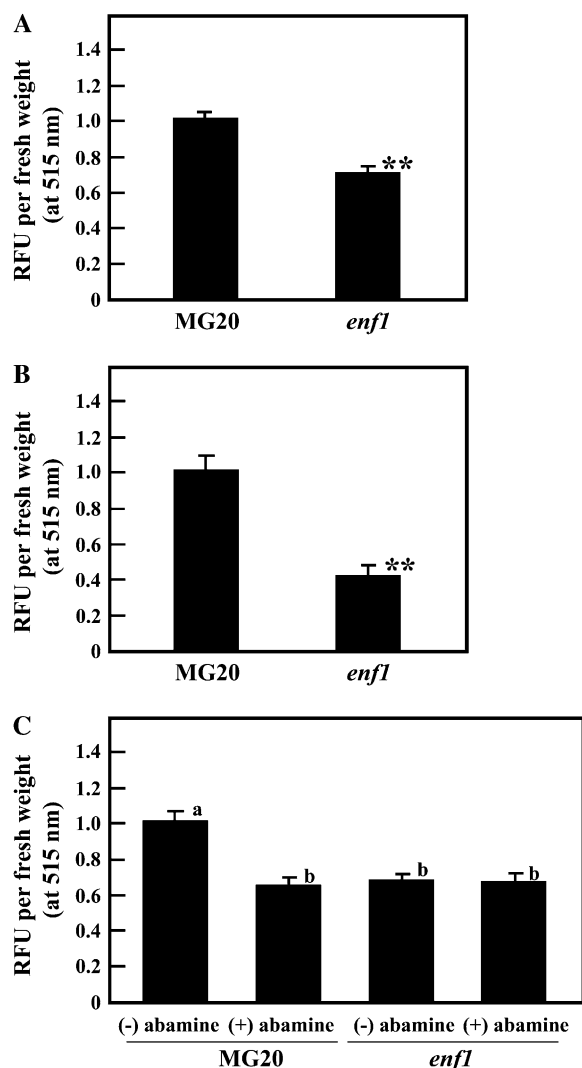 A
RFU per fresh weight
(at 515 nm)
1.4
1.2
1.0
0.8
0.6
0.4
0.2
0
**
MG20
enf1
B
RFU per fresh weight
(at 515 nm)
1.4
1.2
1.0
0.8
0.6
0.4
0.2
0
**
MG20
enf1
C
RFU per fresh weight
(at 515 nm)
1.4
1.2
1.0
0.8
0.6
0.4
0.2
0
a
b
b
b
(-) abamine (+) abamine (-) abamine (+) abamine
MG20 enf1